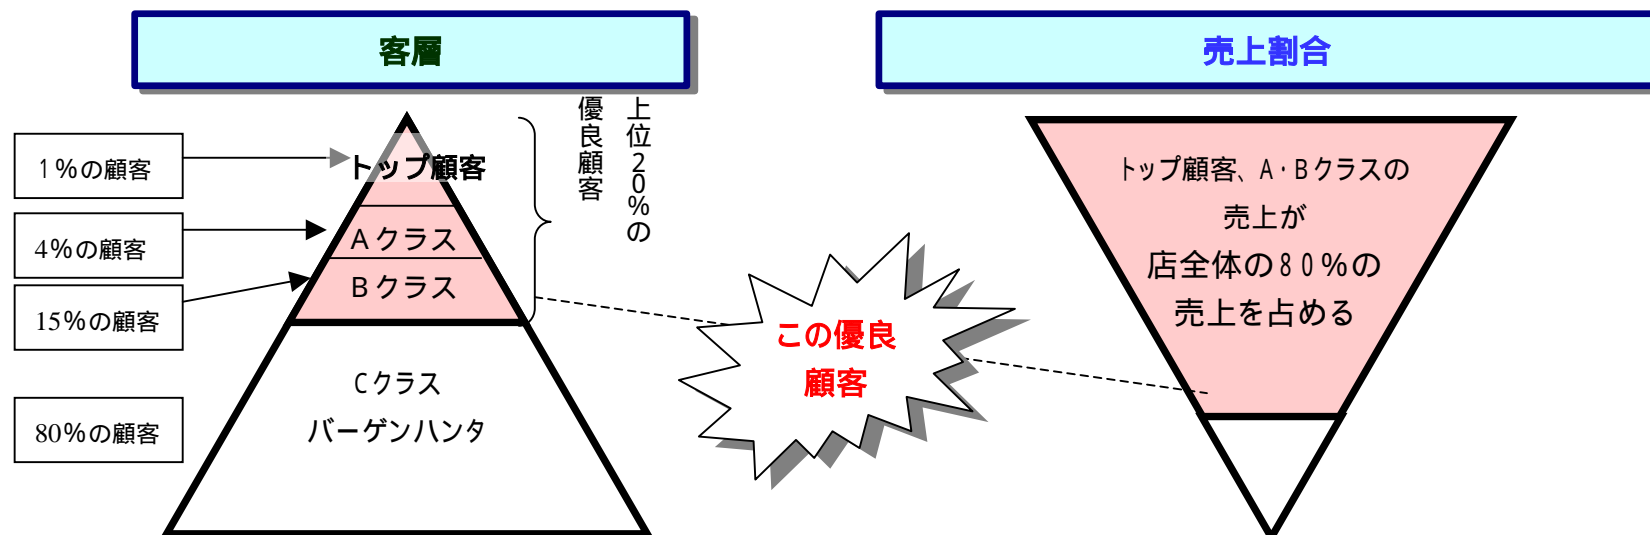 客層
売上割合
上位20%の
優良顧客
1%の顧客
4%の顧客
15%の顧客
80%の顧客
トップ顧客
Aクラス
Bクラス
Cクラス
バーゲンハンタ
この優良
顧客
トップ顧客、A・Bクラスの
売上が
店全体の80%の
売上を占める